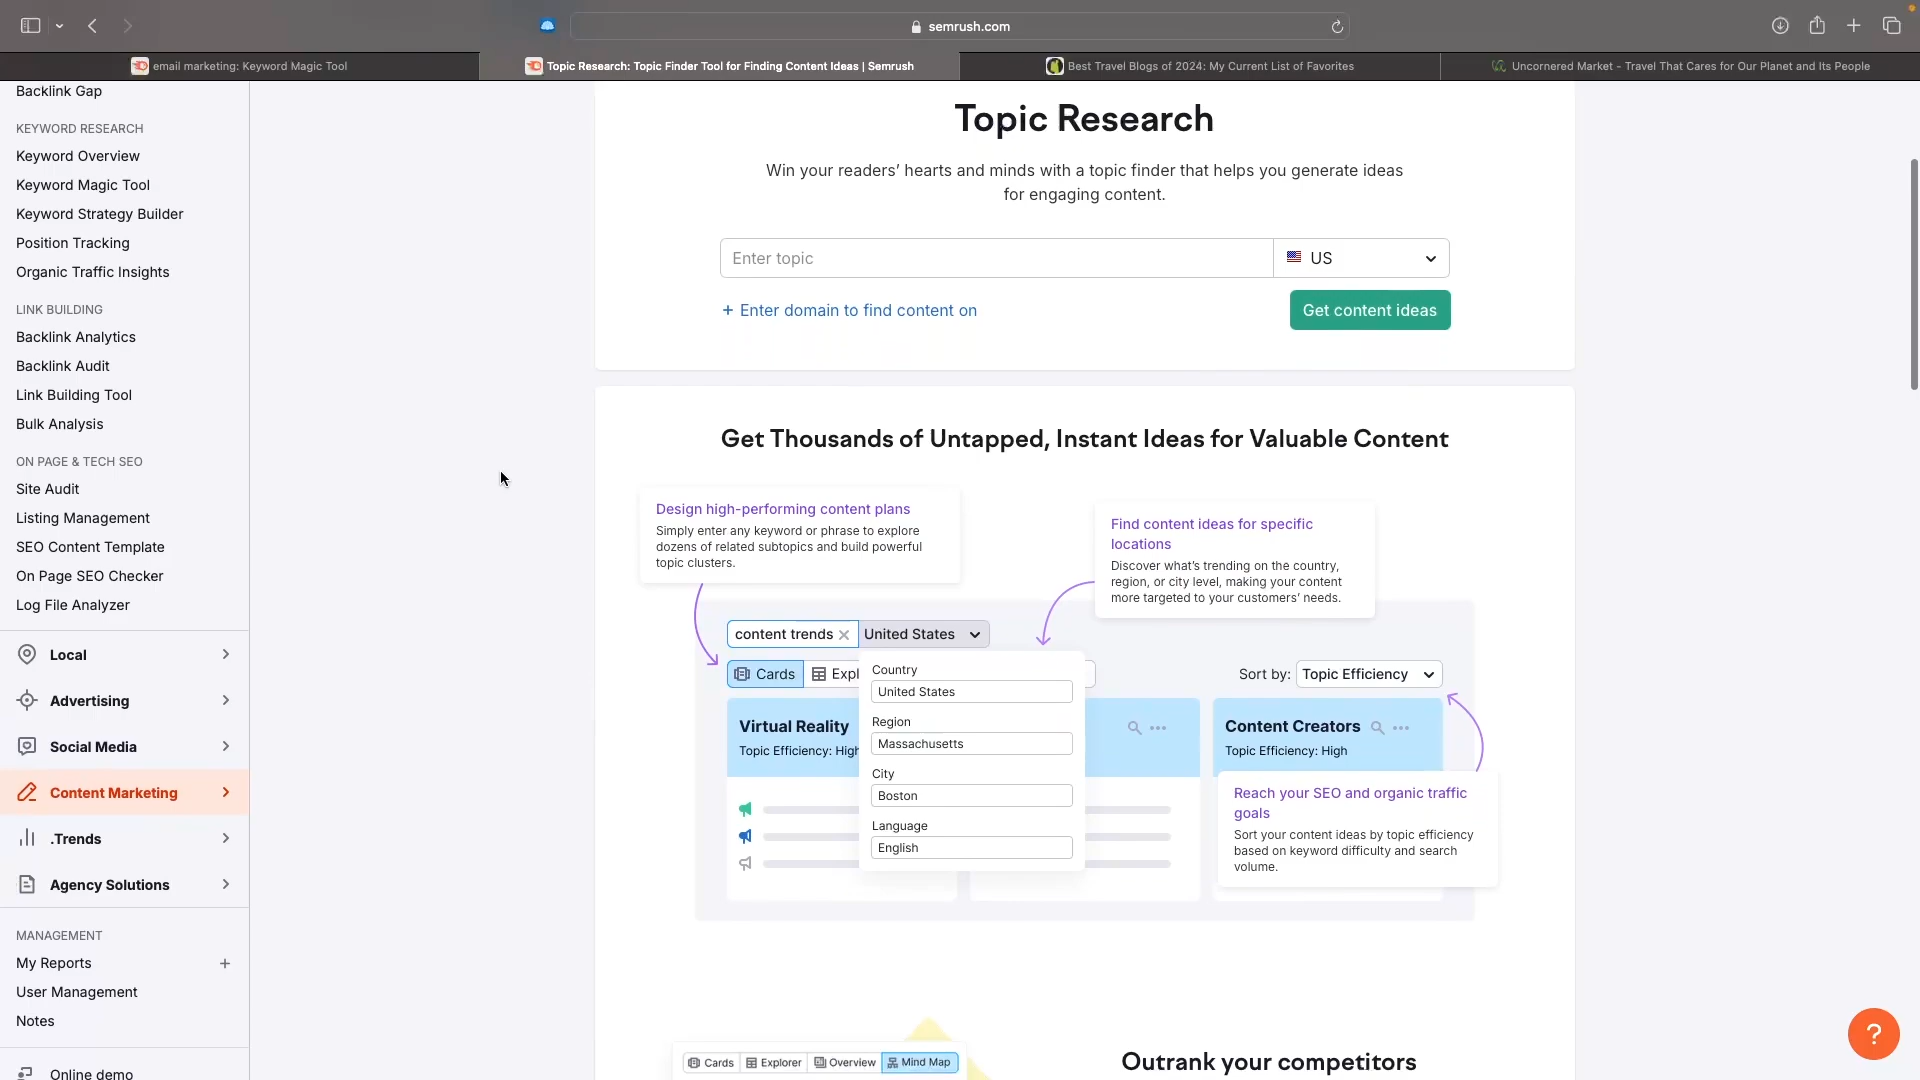 semrush.com
email marketing: Keyword Magic Tool
Topic Research: Topic Finder Tool for Finding Content Ideas | Semrush
Best Travel Blogs of 2024: My Current List of Favorites
Uncornered Market - Travel That Cares for Our Planet and Its People
Backlink Gap
KEYWORD RESEARCH
Keyword Overview
Keyword Magic Tool
Keyword Strategy Builder
Position Tracking
Organic Traffic Insights
LINK BUILDING
Backlink Analytics
Backlink Audit
Link Building Tool
Bulk Analysis
ON PAGE & TECH SEO
Site Audit
Listing Management
SEO Content Template
On Page SEO Checker
Log File Analyzer
Local
Advertising
Social Media
Content Marketing
.Trends
Agency Solutions
MANAGEMENT
My Reports +
User Management
Notes
Online demo
Topic Research
Win your readers’ hearts and minds with a topic finder that helps you generate ideas
for engaging content.
Enter topic
US
+ Enter domain to find content on
Get content ideas
Get Thousands of Untapped, Instant Ideas for Valuable Content
Design high-performing content plans
Simply enter any keyword or phrase to explore
dozens of related subtopics and build powerful
topic clusters.
Find content ideas for specific
locations
Discover what’s trending on the country,
region, or city level, making your content
more targeted to your customers’ needs.
content trends
United States
Cards
Expl
Sort by: Topic Efficiency
Country
United States
Region
Massachusetts
City
Boston
Language
English
Virtual Reality
Topic Efficiency: High
Content Creators
Topic Efficiency: High
Reach your SEO and organic traffic
goals
Sort your content ideas by topic efficiency
based on keyword difficulty and search
volume.
Cards
Explorer
Overview
Mind Map
Outrank your competitors
?